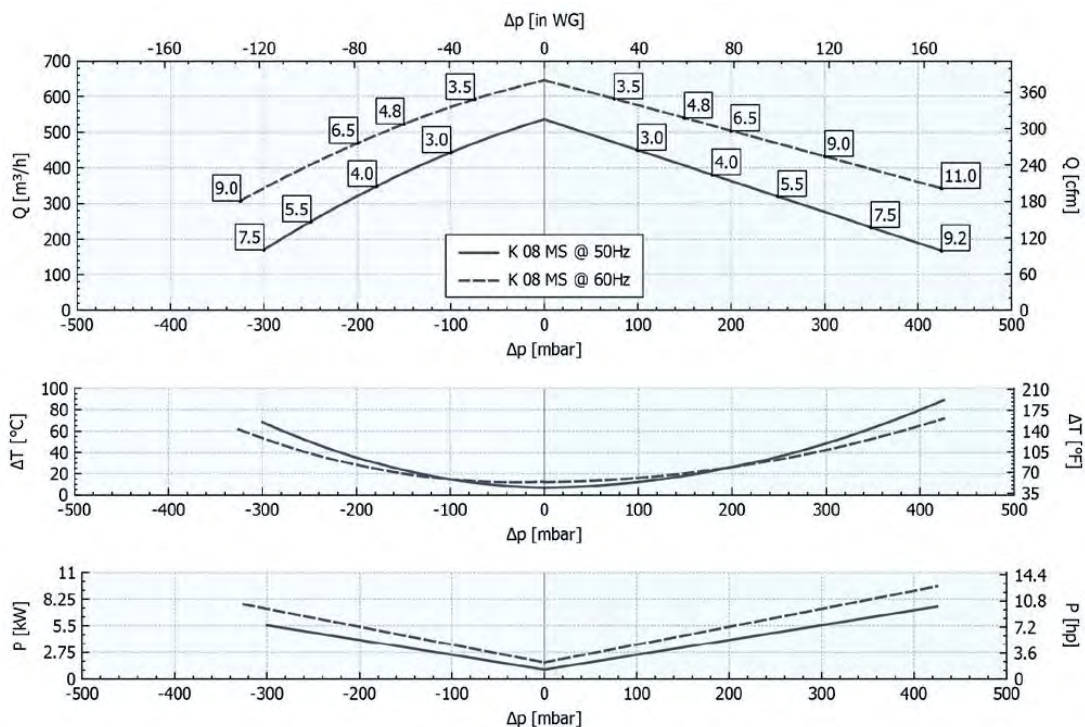 Δp [in WG]
-160 -120 -80 -40 0 40 80 120 160
700
600
500
400
300
200
100
0
Q [m³/h]
360
300
240
180
120
60
0
Q [cfm]
3.5 3.5
4.8 4.8
6.5 6.5
3.0 3.0
9.0
4.0 4.0
9.0 11.0
5.5 5.5
7.5 7.5
9.2
K 08 MS @ 50Hz
K 08 MS @ 60Hz
-500 -400 -300 -200 -100 0 100 200 300 400 500
Δp [mbar]
100
80
60
40
20
0
ΔT [°C]
210
175
140
105
70
35
ΔT [°F]
-500 -400 -300 -200 -100 0 100 200 300 400 500
Δp [mbar]
11
8.25
5.5
2.75
0
P [kW]
14.4
10.8
7.2
3.6
0
P [hp]
-500 -400 -300 -200 -100 0 100 200 300 400 500
Δp [mbar]